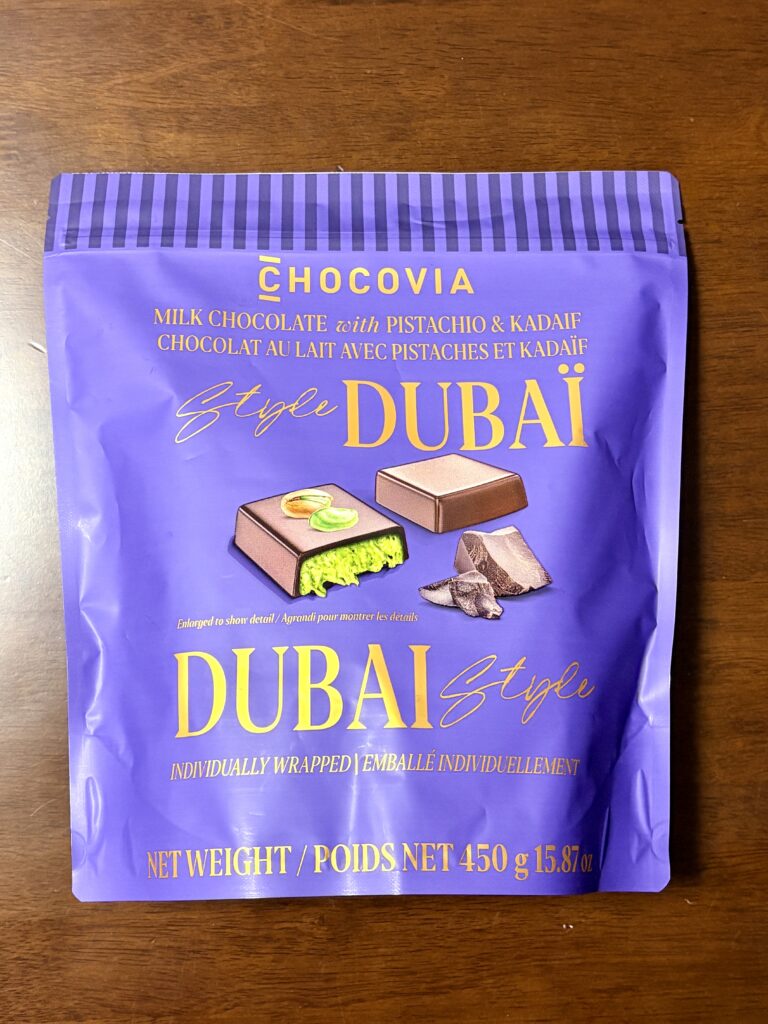 CHOCOVIA
MILK CHOCOLATE with PISTACHIO & KADAIF
CHOCOLAT AU LAIT AVEC PISTACHES ET KADAÏF
Style DUBAÏ
Enlarged to show detail / Agrandi pour montrer les détails
DUBAI Style
INDIVIDUALLY WRAPPED | EMBALLÉ INDIVIDUELLEMENT
NET WEIGHT / POIDS NET 450 g 15.87 oz